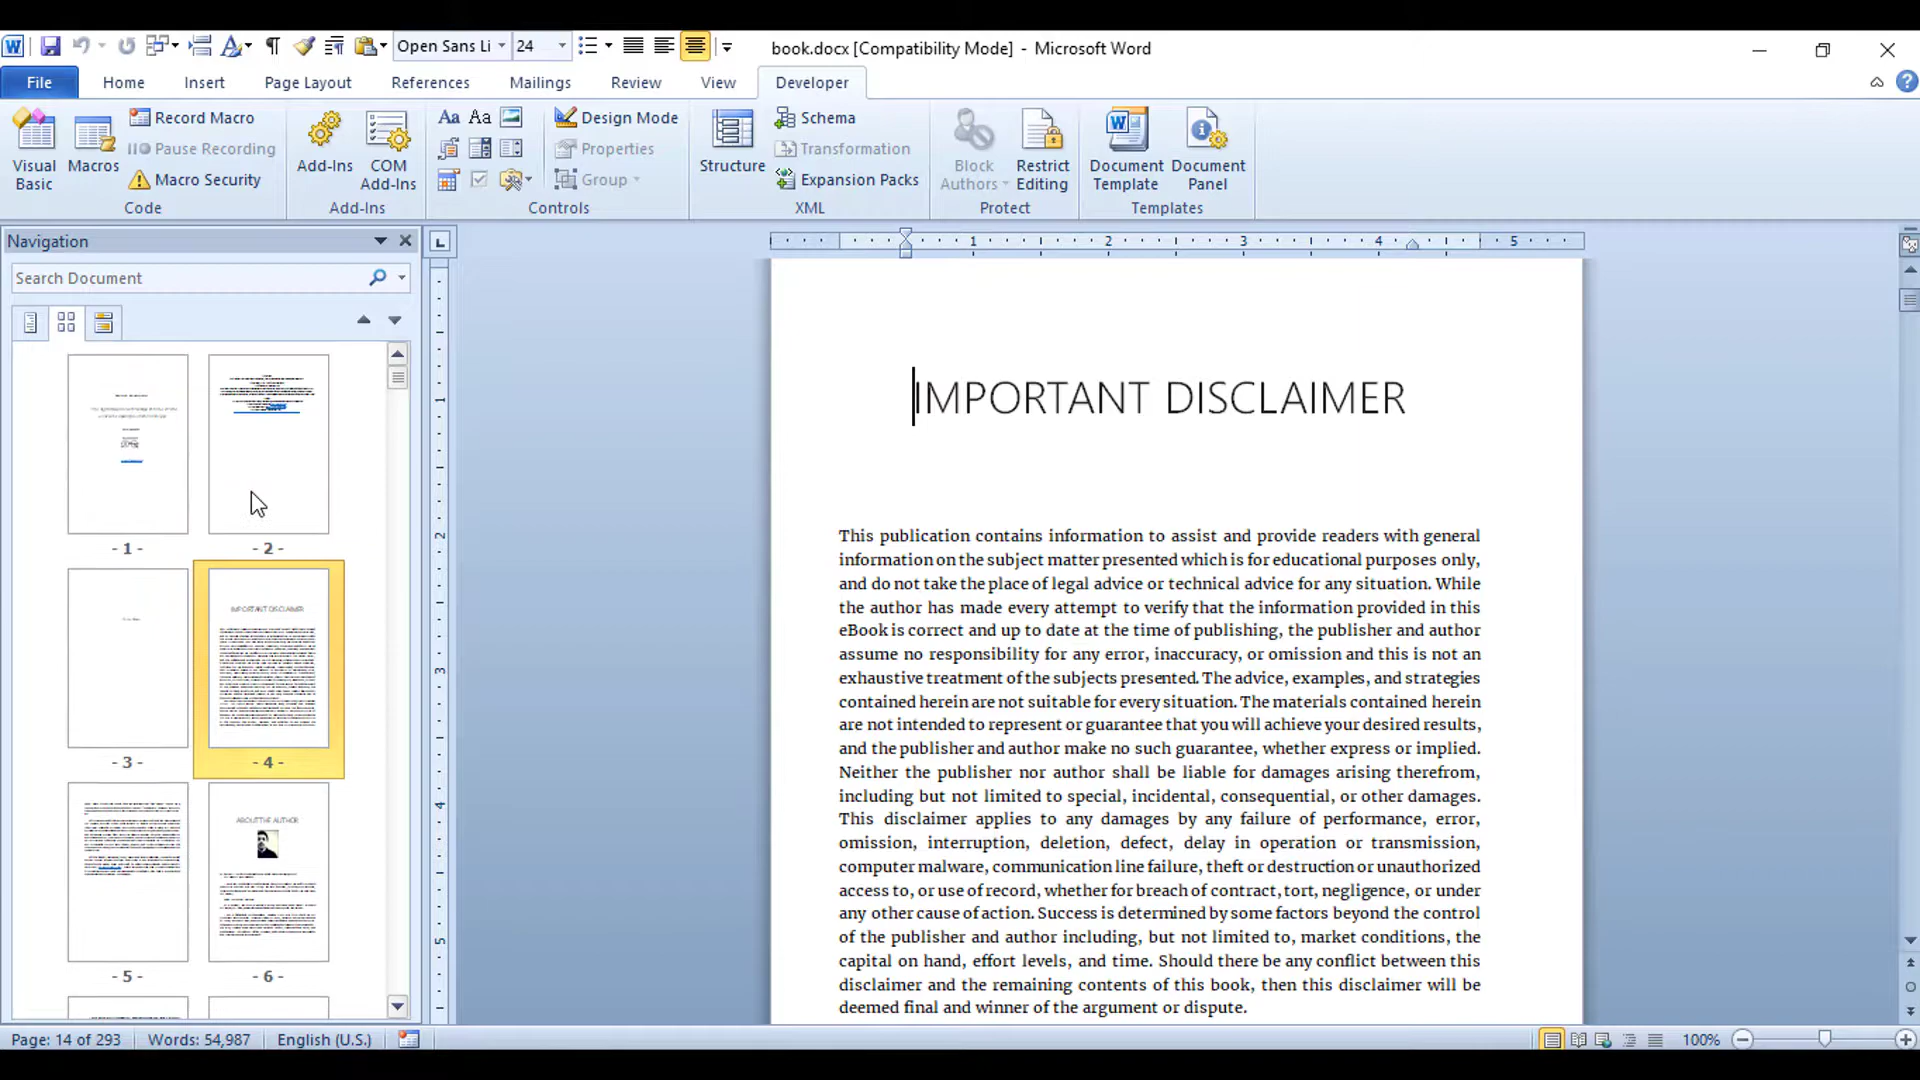 Open Sans Li 24
book.docx [Compatibility Mode] - Microsoft Word
File Home Insert Page Layout References Mailings Review View Developer
Visual Basic
Macros
Record Macro
Pause Recording
Macro Security
Code
Add-Ins
COM Add-Ins
Add-Ins
Aa Aa
Design Mode
Properties
Group
Controls
Structure
Schema
Transformation
Expansion Packs
XML
Block Authors
Restrict Editing
Protect
Document Template
Document Panel
Templates
Navigation
Search Document
- 1 -
- 2 -
IMPORTANT DISCLAIMER
- 3 -
- 4 -
ABOUT THE AUTHOR
- 5 -
- 6 -
L
1 2 3 4 5
1
2
3
4
5
IMPORTANT DISCLAIMER
This publication contains information to assist and provide readers with general
information on the subject matter presented which is for educational purposes only,
and do not take the place of legal advice or technical advice for any situation. While
the author has made every attempt to verify that the information provided in this
eBook is correct and up to date at the time of publishing, the publisher and author
assume no responsibility for any error, inaccuracy, or omission and this is not an
exhaustive treatment of the subjects presented. The advice, examples, and strategies
contained herein are not suitable for every situation. The materials contained herein
are not intended to represent or guarantee that you will achieve your desired results,
and the publisher and author make no such guarantee, whether express or implied.
Neither the publisher nor author shall be liable for damages arising therefrom,
including but not limited to special, incidental, consequential, or other damages.
This disclaimer applies to any damages by any failure of performance, error,
omission, interruption, deletion, defect, delay in operation or transmission,
computer malware, communication line failure, theft or destruction or unauthorized
access to, or use of record, whether for breach of contract, tort, negligence, or under
any other cause of action. Success is determined by some factors beyond the control
of the publisher and author including, but not limited to, market conditions, the
capital on hand, effort levels, and time. Should there be any conflict between this
disclaimer and the remaining contents of this book, then this disclaimer will be
deemed final and winner of the argument or dispute.
Page: 14 of 293 Words: 54,987 English (U.S.) 100%